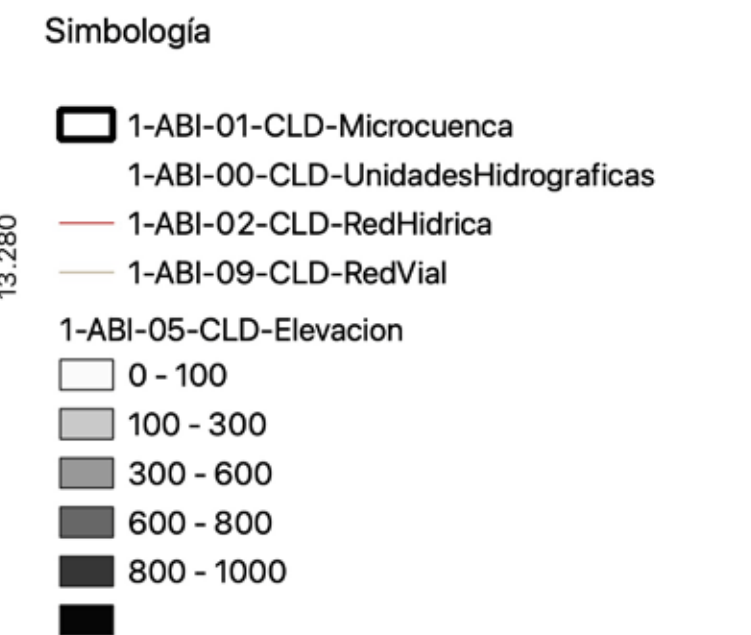 Simbología
1-ABI-01-CLD-Microcuenca
1-ABI-00-CLD-UnidadesHidrograficas
13.280
1-ABI-02-CLD-RedHidrica
1-ABI-09-CLD-RedVial
1-ABI-05-CLD-Elevacion
0 - 100
100 - 300
300 - 600
600 - 800
800 - 1000